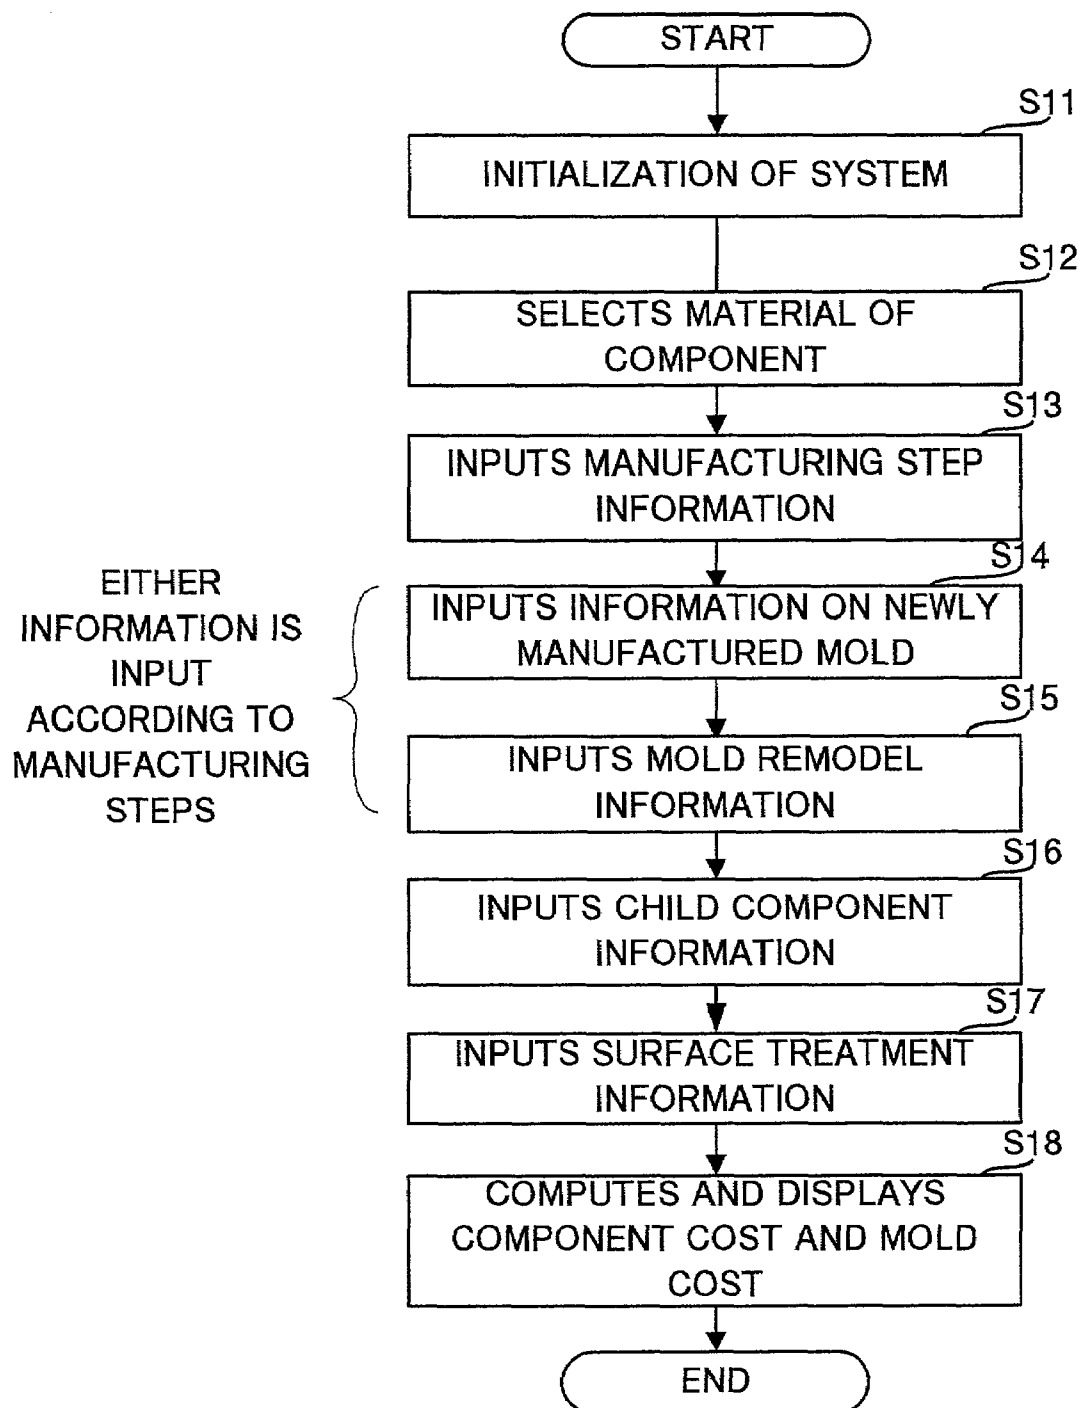 START
S11
INITIALIZATION OF SYSTEM
S12
SELECTS MATERIAL OF
COMPONENT
S13
INPUTS MANUFACTURING STEP
INFORMATION
S14
INPUTS INFORMATION ON NEWLY
MANUFACTURED MOLD
EITHER
INFORMATION IS
INPUT
ACCORDING TO
MANUFACTURING
STEPS
S15
INPUTS MOLD REMODEL
INFORMATION
S16
INPUTS CHILD COMPONENT
INFORMATION
S17
INPUTS SURFACE TREATMENT
INFORMATION
S18
COMPUTES AND DISPLAYS
COMPONENT COST AND MOLD
COST
END